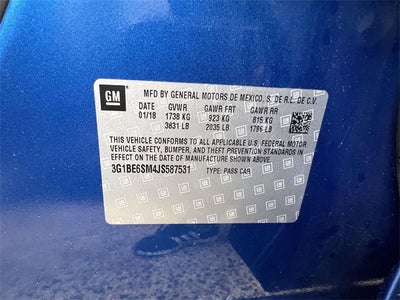 GM
MFD BY GENERAL MOTORS DE MEXICO, S. DE R.L. DE C.V.
DATE GVWR GAWR FRT GAWR RR
01/18 1738 KG 923 KG 815 KG
3831 LB 2035 LB 1796 LB
THIS VEHICLE CONFORMS TO ALL APPLICABLE U.S. FEDERAL MOTOR
VEHICLE SAFETY, BUMPER, AND THEFT PREVENTION STANDARDS IN
EFFECT ON THE DATE OF MANUFACTURE SHOWN ABOVE.
3G1BE6SM4JS587531 TYPE: PASS CAR